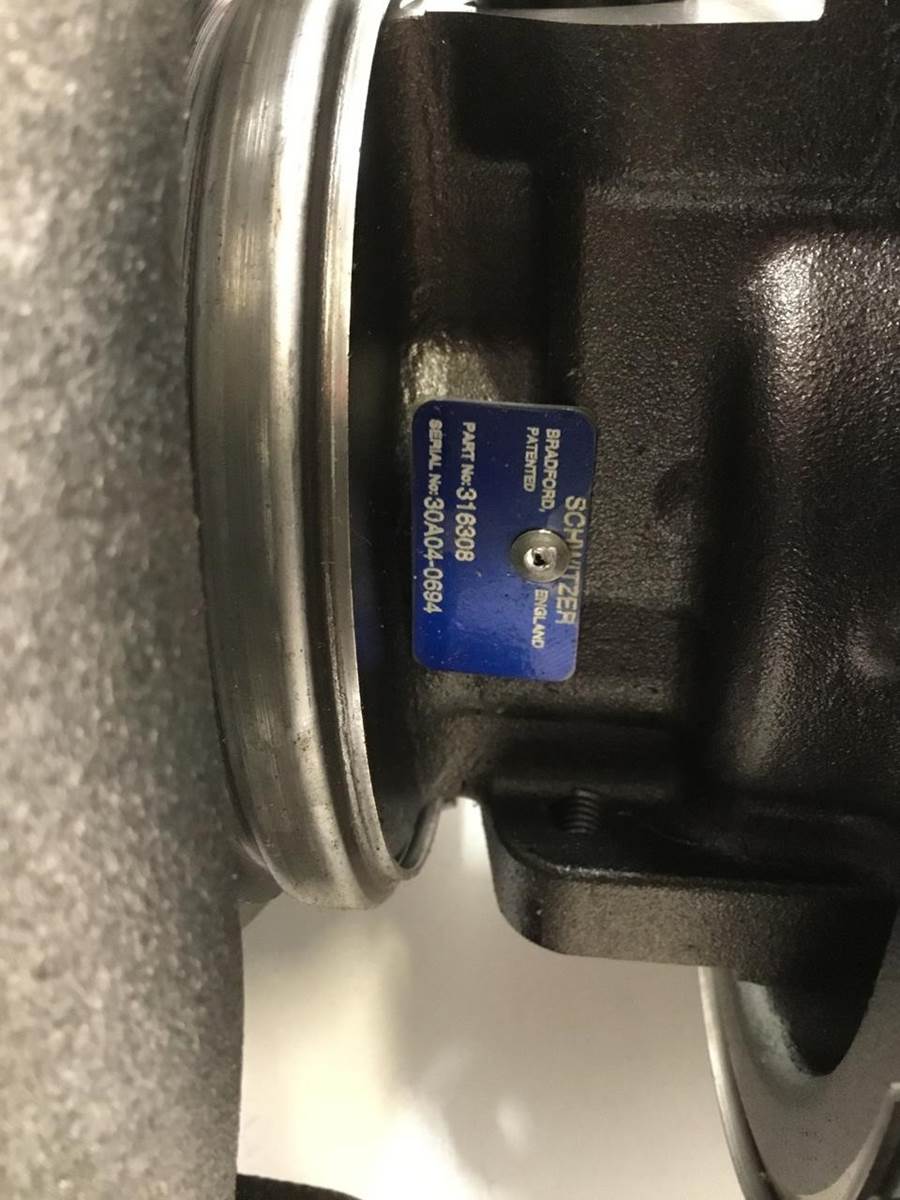 SCHWITZER
BRADFORD, ENGLAND
PATENTED
PART No: 316308
SERIAL No: 30A04-0694